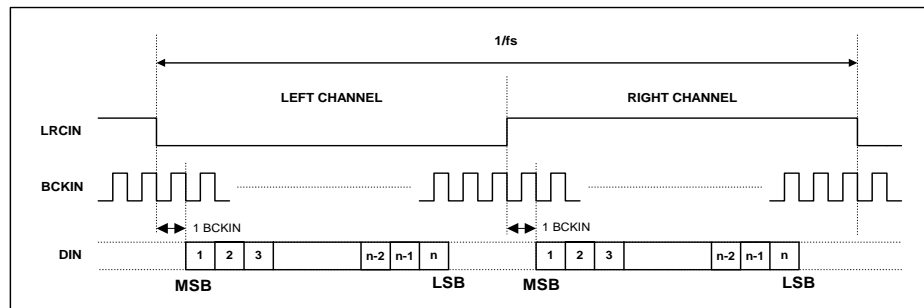 1/fs
LEFT CHANNEL RIGHT CHANNEL
LRCIN
BCKIN
1 BCKIN 1 BCKIN
DIN 1 2 3 n-2 n-1 n 1 2 3 n-2 n-1 n
MSB LSB MSB LSB